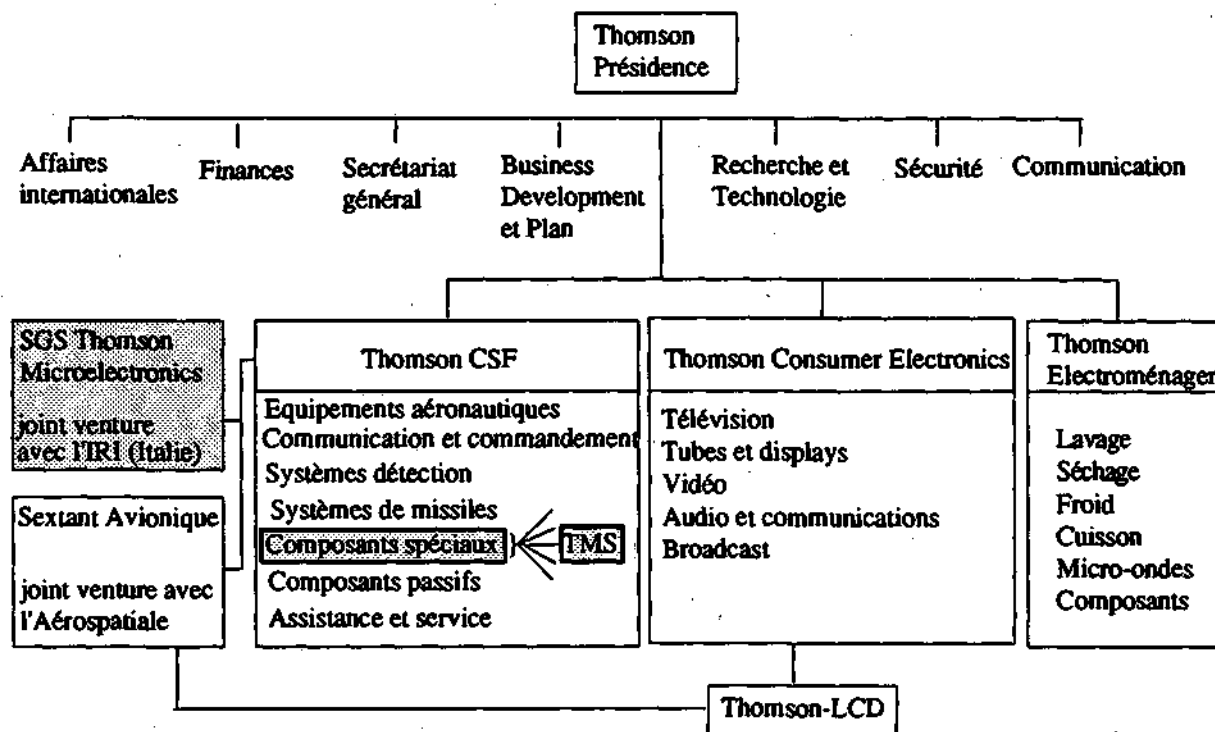 Thomson
Présidence
Affaires
internationales
Finances
Secrétariat
général
Business
Development
et Plan
Recherche et
Technologie
Sécurité
Communication
SGS Thomson
Microelectronics
joint venture
avec l'IRI (Italie)
Sextant Avionique
joint venture avec
l'Aérospatiale
Thomson CSF
Equipements aéronautiques
Communication et commandement
Systèmes détection
Systèmes de missiles
Composants spéciaux
TMS
Composants passifs
Assistance et service
Thomson Consumer Electronics
Télévision
Tubes et displays
Vidéo
Audio et communications
Broadcast
Thomson
Electroménager
Lavage
Séchage
Froid
Cuisson
Micro-ondes
Composants
Thomson-LCD